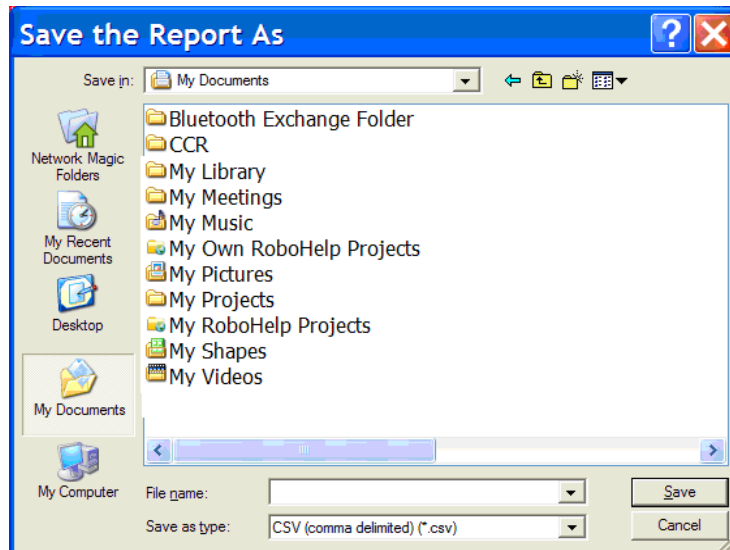 Save the Report As
Save in:
My Documents
Bluetooth Exchange Folder
CCR
My Library
My Meetings
My Music
My Own RoboHelp Projects
My Pictures
My Projects
My RoboHelp Projects
My Shapes
My Videos
Network Magic
Folders
My Recent
Documents
Desktop
My Documents
My Computer
File name:
Save
Save as type:
CSV (comma delimited) (*.csv)
Cancel